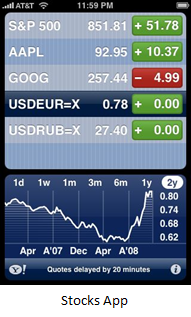 AT&T 11:59 PM
S&P 500 851.81 + 51.78
AAPL 92.95 + 10.37
GOOG 257.44 − 4.99
USDEUR=X 0.78 + 0.00
USDRUB=X 27.40 + 0.00
1d 1w 1m 3m 6m 1y 2y
0.80
0.74
0.68
0.62
Apr A'07 Dec Apr A'08
Y! Quotes delayed by 20 minutes i
Stocks App